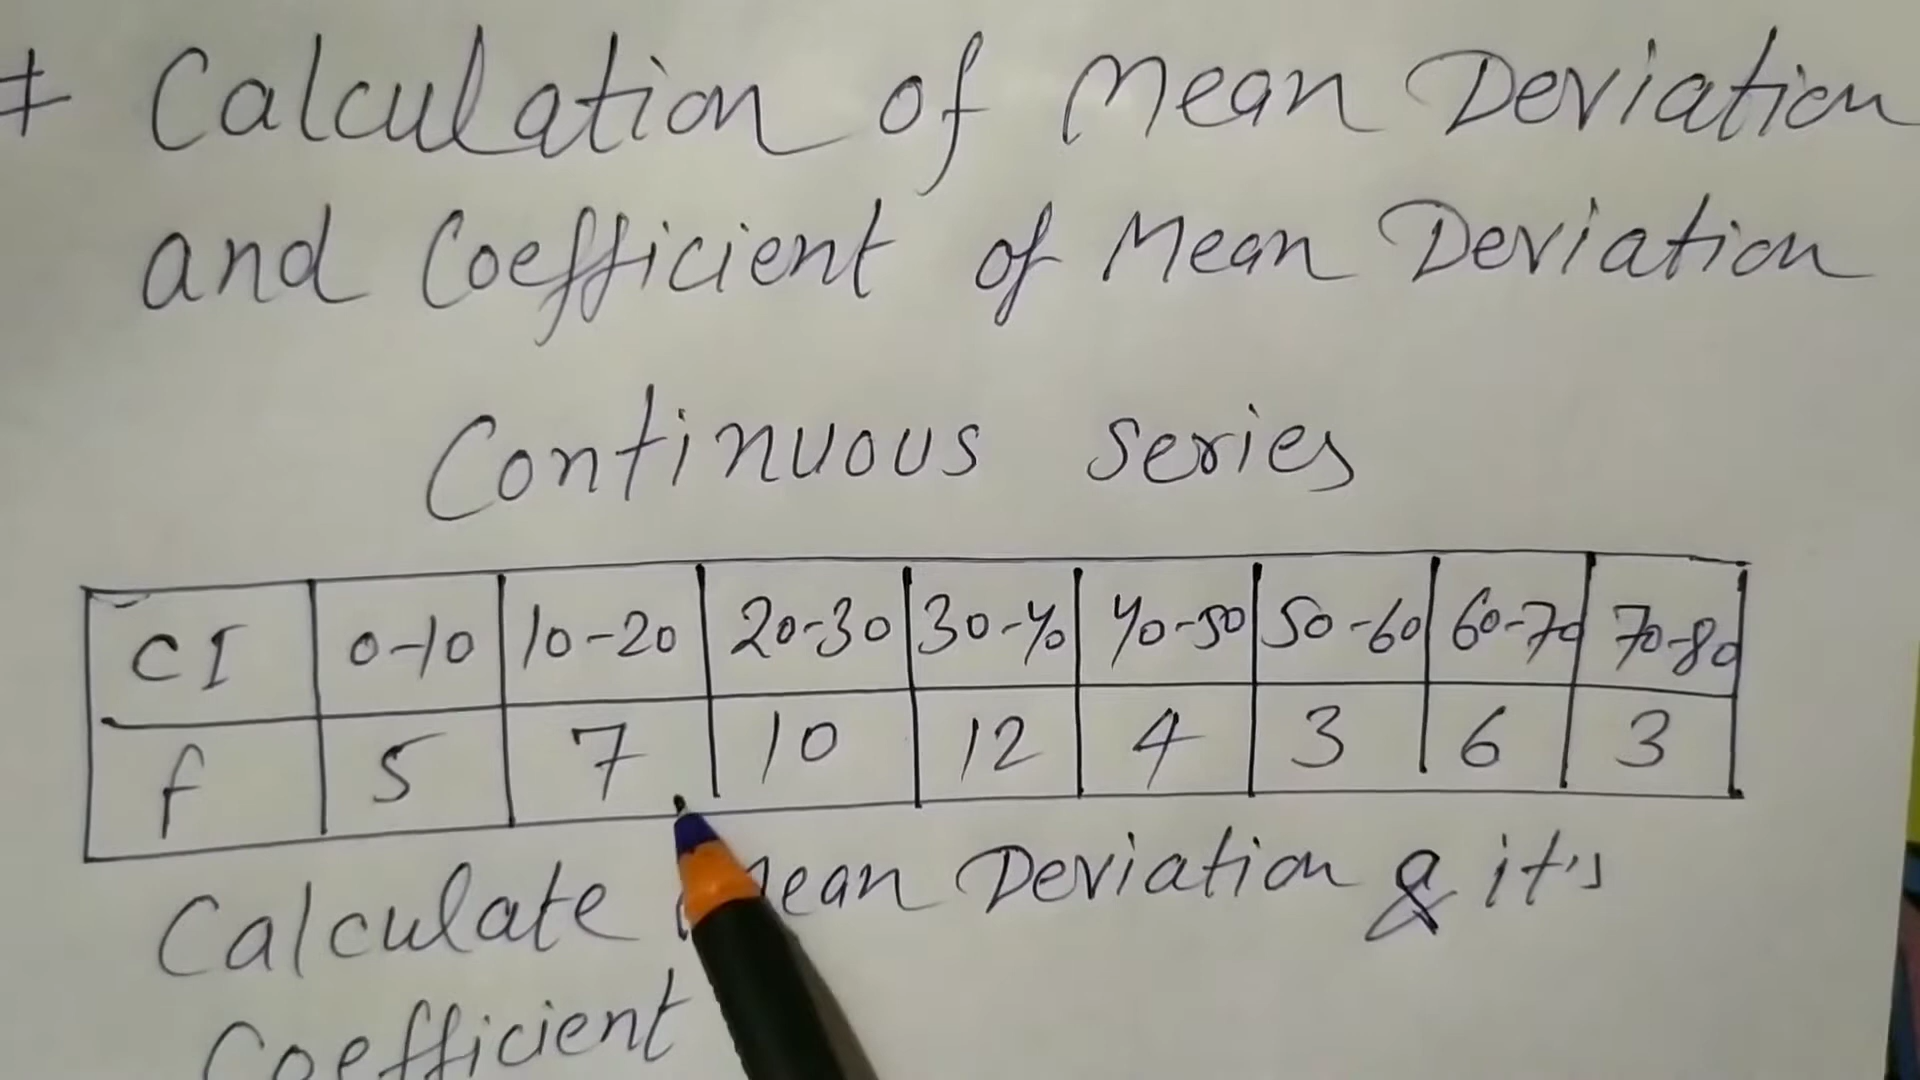 ‡ Calculation of Mean Deviation
and Coefficient of Mean Deviation
Continuous Series
CI 0-10 10-20 20-30 30-40 40-50 50-60 60-70 70-80
f 5 7 10 12 4 3 6 3
Calculate Mean Deviation & it's
Coefficient